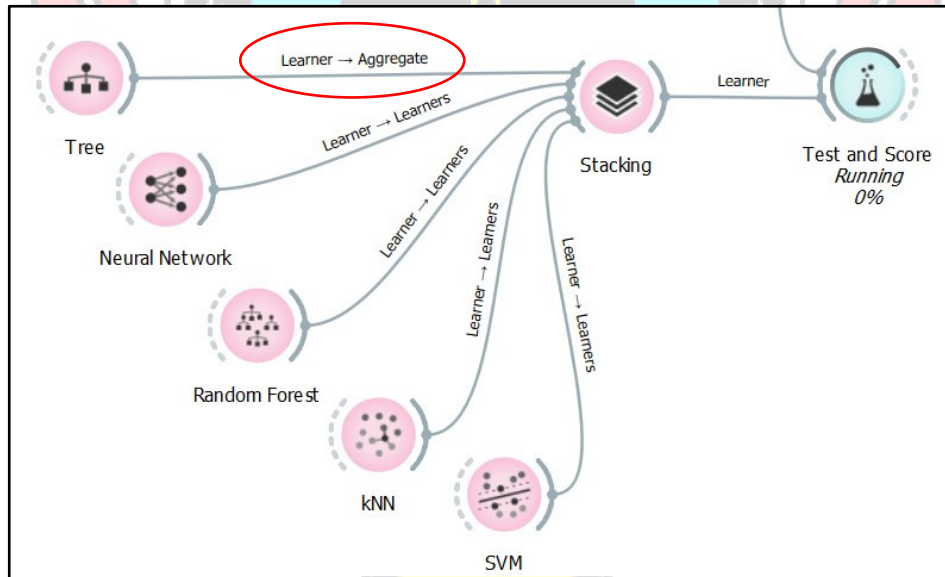 Learner → Aggregate
Learner
Tree
Learner → Learners
Stacking
Test and Score
Running
0%
Neural Network
Learner → Learners
Learner → Learners
Learner → Learners
Random Forest
kNN
SVM